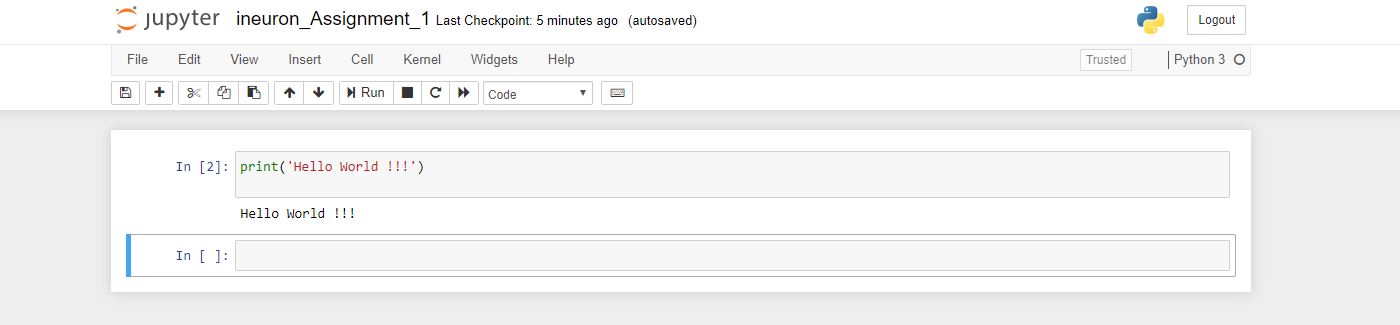 jupyter ineuron_Assignment_1 Last Checkpoint: 5 minutes ago (autosaved) Logout
File Edit View Insert Cell Kernel Widgets Help Trusted Python 3
Run Code
In [2]: print('Hello World !!!')
Hello World !!!
In [ ]: